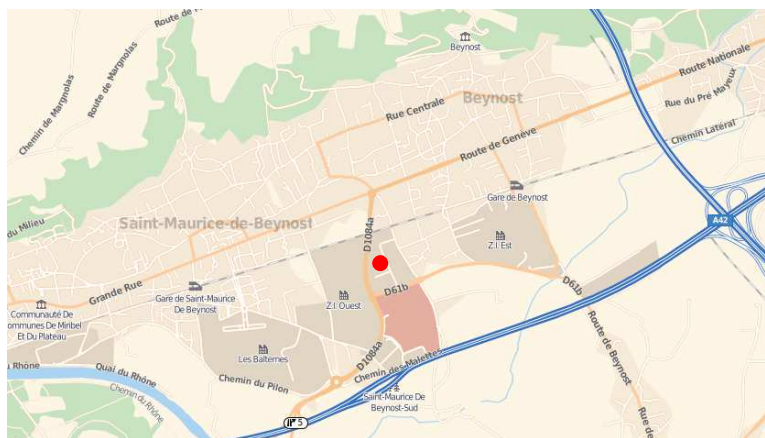 Route de M
Route de Margnolas
Chemin de Margnolas
Beynost
Route Nationale
Rue du Pré Mayeux
Beynost
Rue Centrale
Chemin Latéral
Route de Genève
Gare de Beynost
Saint-Maurice-de-Beynost
du Milieu
D1084a
A42
Z.I. Est
Grande Rue
Gare de Saint-Maurice
De Beynost
D61b
D61b
Z.I. Ouest
Communauté De
ommunes De Miribel
Et Du Plateau
Route de Beynost
Les Balternes
D1084a
Chemin des Malettes
u Rhône
Quai du Rhône
Chemin du Rhône
Chemin du Pilon
Saint-Maurice De
Beynost-Sud
5
Rue de